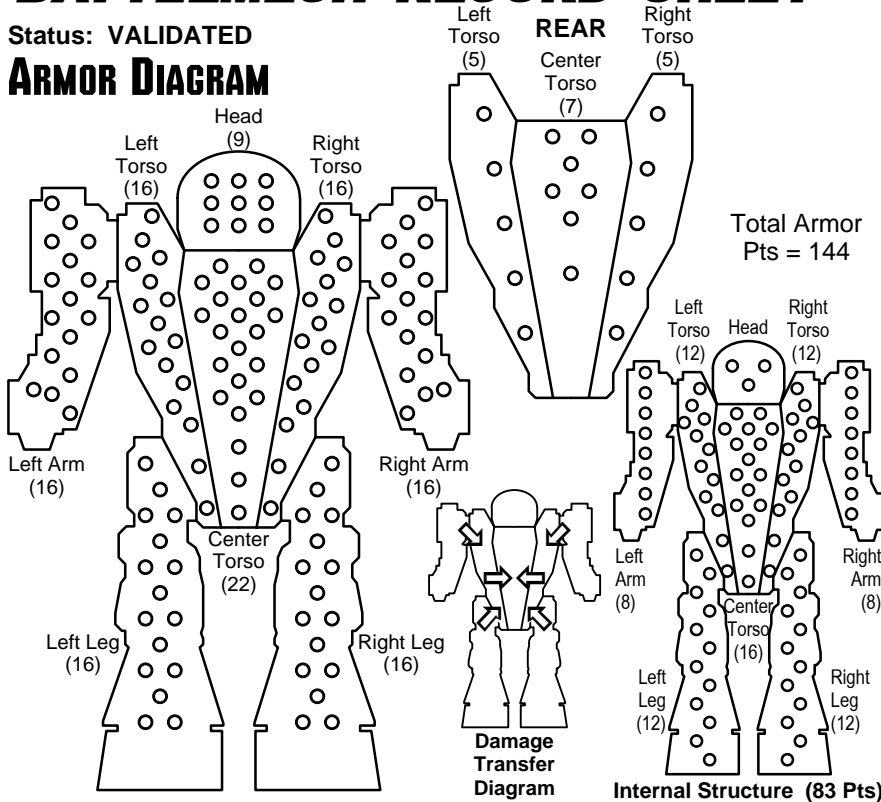 BATTLEMECH RECORD SHEET
Status: VALIDATED
ARMOR DIAGRAM
REAR
Left
Torso
(5)
Center
Torso
(7)
Right
Torso
(5)
Head
(9)
Left
Torso
(16)
Right
Torso
(16)
Left Arm
(16)
Right Arm
(16)
Center
Torso
(22)
Left Leg
(16)
Right Leg
(16)
Total Armor
Pts = 144
Left
Torso
(12)
Head
Right
Torso
(12)
Left
Arm
(8)
Right
Arm
(8)
Center
Torso
(16)
Left
Leg
(12)
Right
Leg
(12)
Damage
Transfer
Diagram
Internal Structure (83 Pts)